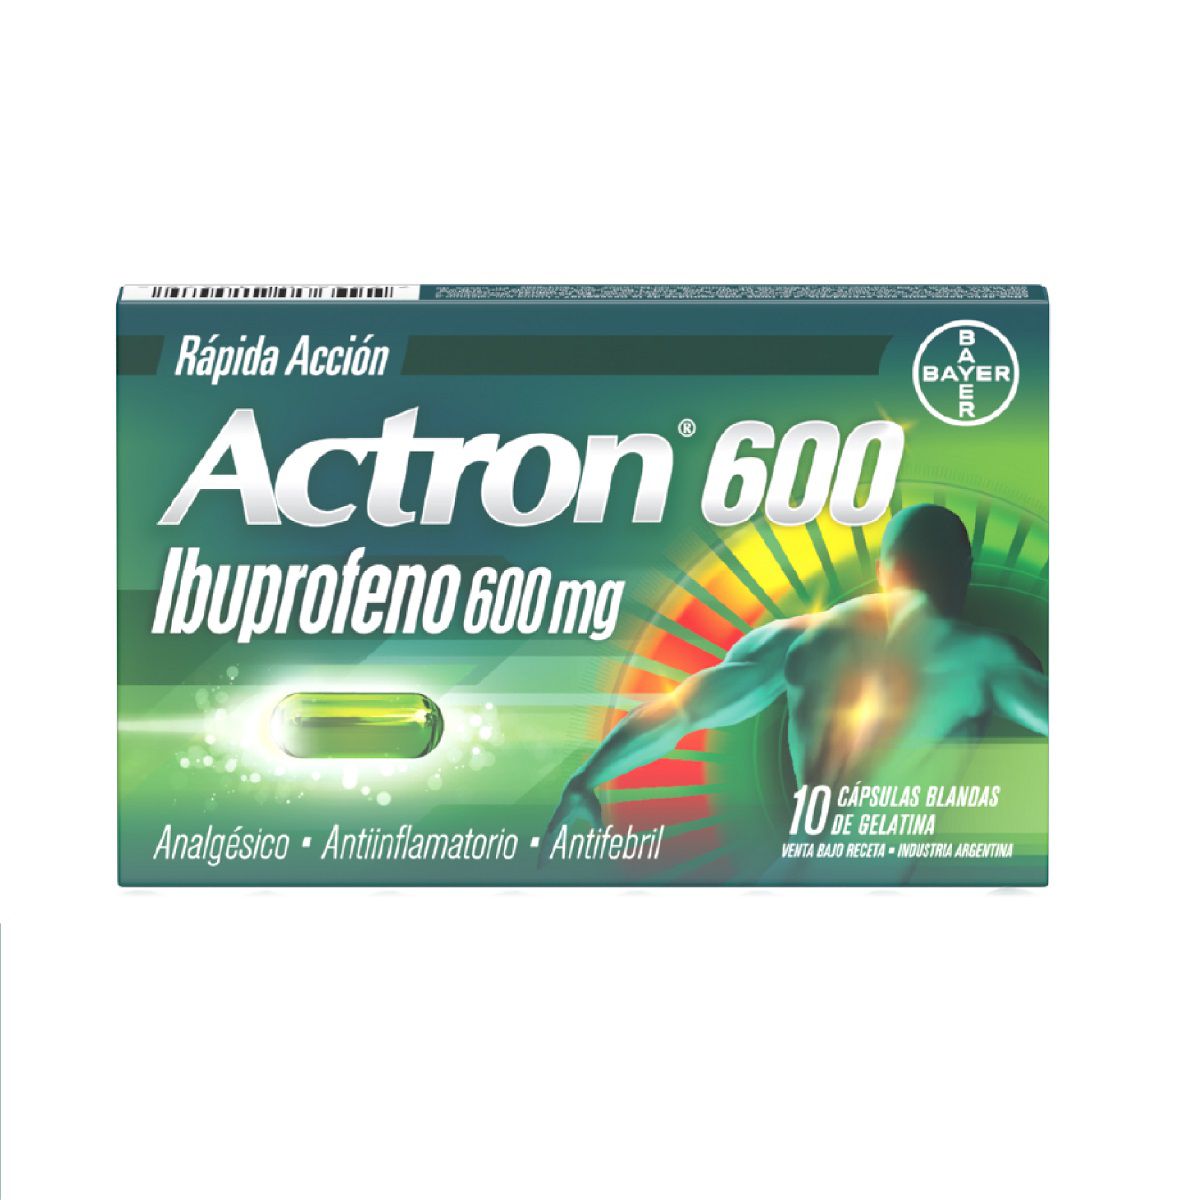 Rápida Acción
BAYER
BAYER
Actron® 600
Ibuprofeno 600 mg
10 CÁPSULAS BLANDAS
DE GELATINA
Analgésico • Antiinflamatorio • Antifebril
VENTA BAJO RECETA • INDUSTRIA ARGENTINA